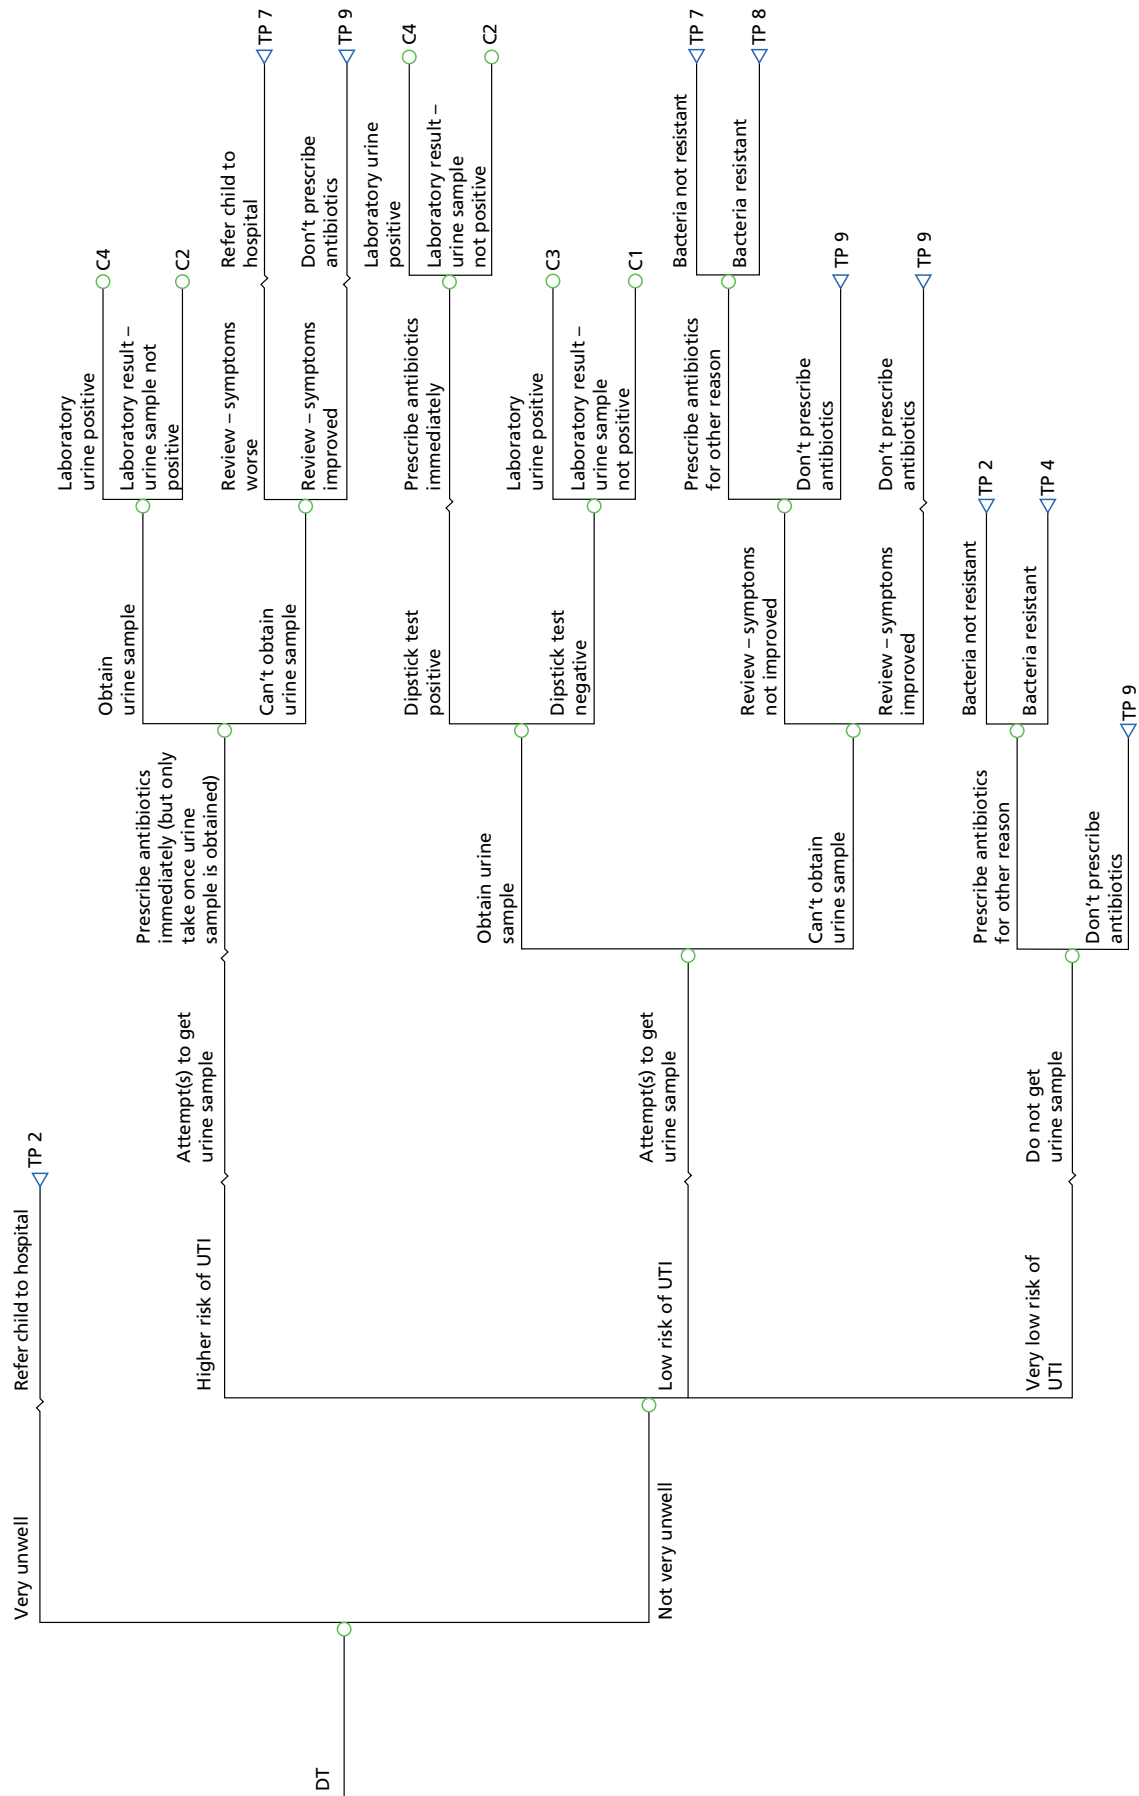 DT
Very unwell
Refer child to hospital
TP 2
Not very unwell
Higher risk of UTI
Attempt(s) to get
urine sample
Prescribe antibiotics
immediately (but only
take once urine
sample is obtained)
Obtain
urine sample
Laboratory
urine positive
C4
Laboratory result –
urine sample not
positive
C2
Can't obtain
urine sample
Review – symptoms
worse
Refer child to
hospital
TP 7
Review – symptoms
improved
Don't prescribe
antibiotics
TP 9
Low risk of UTI
Attempt(s) to get
urine sample
Obtain urine
sample
Dipstick test
positive
Prescribe antibiotics
immediately
Laboratory urine
positive
C4
Laboratory result –
urine sample
not positive
C2
Dipstick test
negative
Laboratory
urine positive
C3
Laboratory result –
urine sample
not positive
C1
Can't obtain
urine sample
Review – symptoms
not improved
Prescribe antibiotics
for other reason
Bacteria not resistant
TP 7
Bacteria resistant
TP 8
Don't prescribe
antibiotics
TP 9
Review – symptoms
improved
Don't prescribe
antibiotics
TP 9
Very low risk of
UTI
Do not get
urine sample
Prescribe antibiotics
for other reason
Bacteria not resistant
TP 2
Bacteria resistant
TP 4
Don't prescribe
antibiotics
TP 9